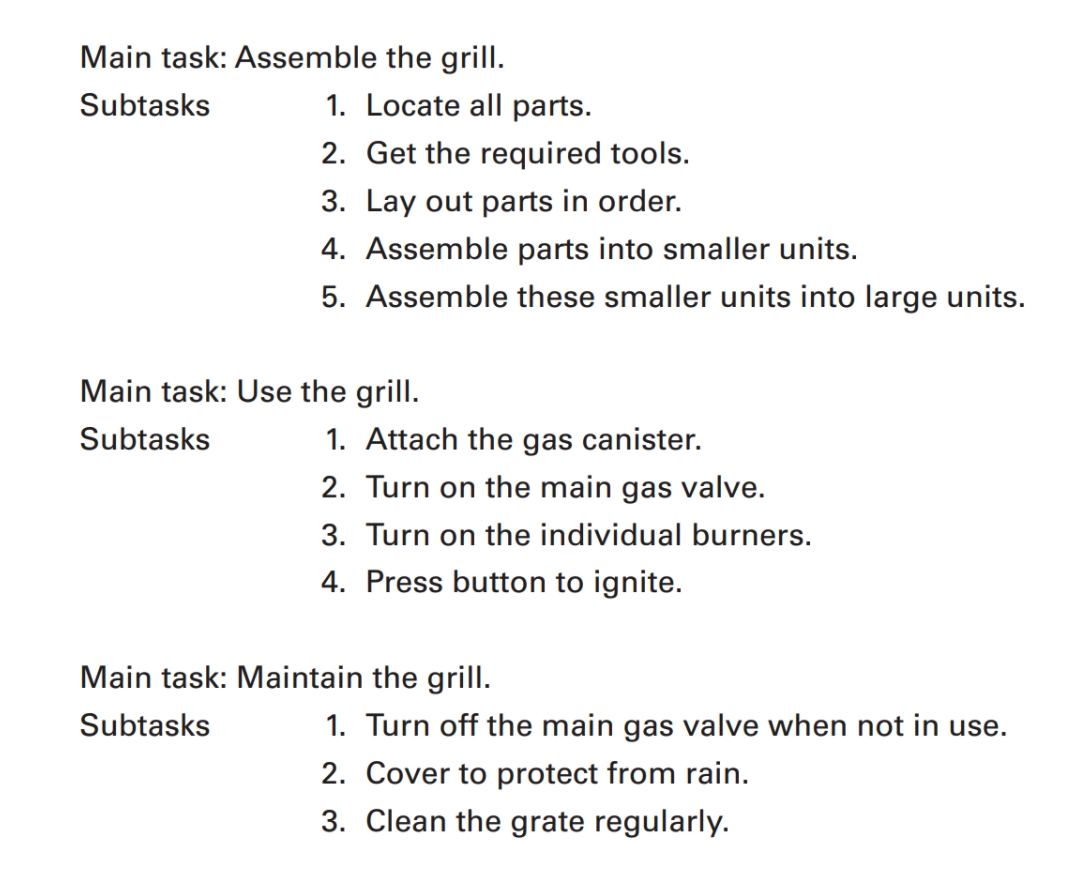 Main task: Assemble the grill.
Subtasks 1. Locate all parts.
2. Get the required tools.
3. Lay out parts in order.
4. Assemble parts into smaller units.
5. Assemble these smaller units into large units.
Main task: Use the grill.
Subtasks 1. Attach the gas canister.
2. Turn on the main gas valve.
3. Turn on the individual burners.
4. Press button to ignite.
Main task: Maintain the grill.
Subtasks 1. Turn off the main gas valve when not in use.
2. Cover to protect from rain.
3. Clean the grate regularly.